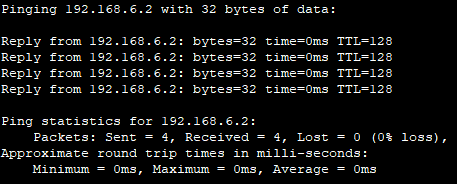 Pinging 192.168.6.2 with 32 bytes of data:
Reply from 192.168.6.2: bytes=32 time=0ms TTL=128
Reply from 192.168.6.2: bytes=32 time=0ms TTL=128
Reply from 192.168.6.2: bytes=32 time=0ms TTL=128
Reply from 192.168.6.2: bytes=32 time=0ms TTL=128
Ping statistics for 192.168.6.2:
Packets: Sent = 4, Received = 4, Lost = 0 (0% loss),
Approximate round trip times in milli-seconds:
Minimum = 0ms, Maximum = 0ms, Average = 0ms